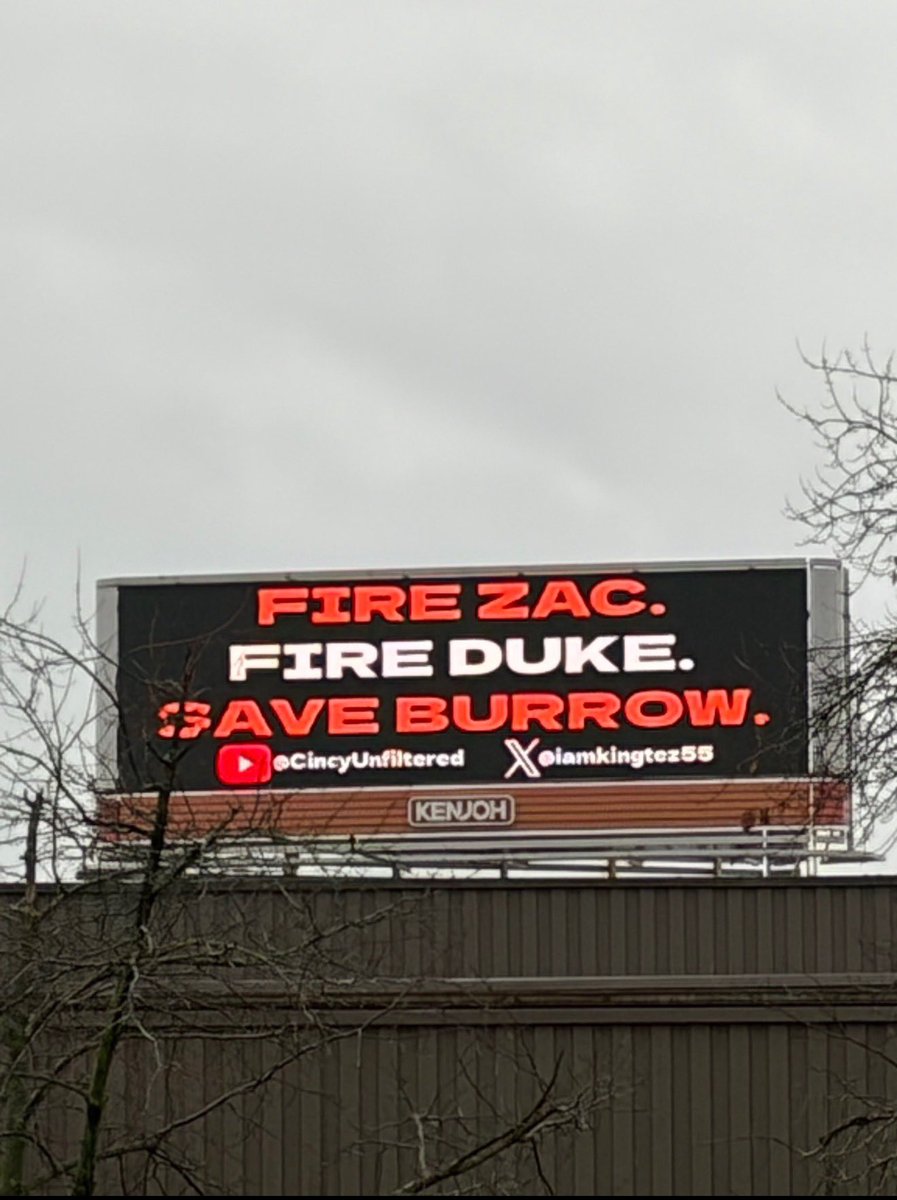 FIRE ZAC.
FIRE DUKE.
SAVE BURROW.
@CincyUnfiltered @iamkingtez55
KENJOH